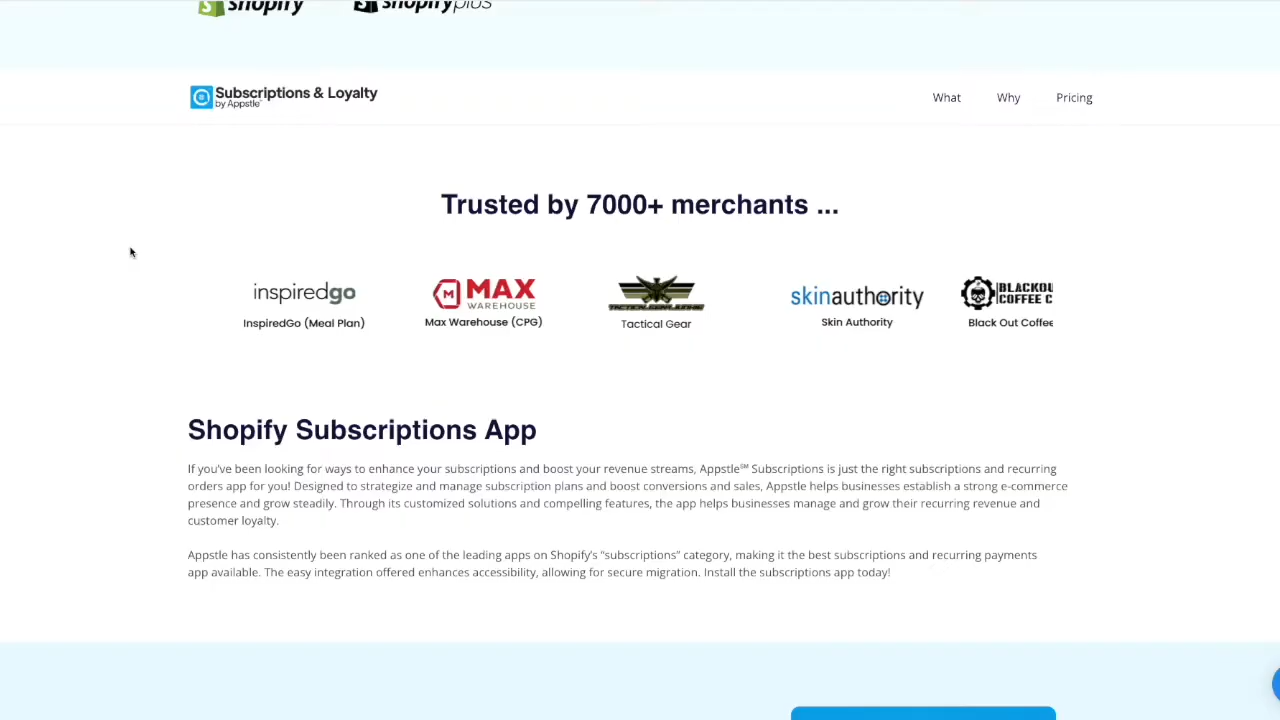 shopify
shopifyplus
Subscriptions & Loyalty
by Appstle
What
Why
Pricing
Trusted by 7000+ merchants ...
inspiredgo
InspiredGo (Meal Plan)
MAX
WAREHOUSE
Max Warehouse (CPG)
Tactical Gear
skinauthority
Skin Authority
BLACKOU
COFFEE C
Black Out Coffee
Shopify Subscriptions App
If you've been looking for ways to enhance your subscriptions and boost your revenue streams, Appstle℠ Subscriptions is just the right subscriptions and recurring
orders app for you! Designed to strategize and manage subscription plans and boost conversions and sales, Appstle helps businesses establish a strong e-commerce
presence and grow steadily. Through its customized solutions and compelling features, the app helps businesses manage and grow their recurring revenue and
customer loyalty.
Appstle has consistently been ranked as one of the leading apps on Shopify's “subscriptions” category, making it the best subscriptions and recurring payments
app available. The easy integration offered enhances accessibility, allowing for secure migration. Install the subscriptions app today!